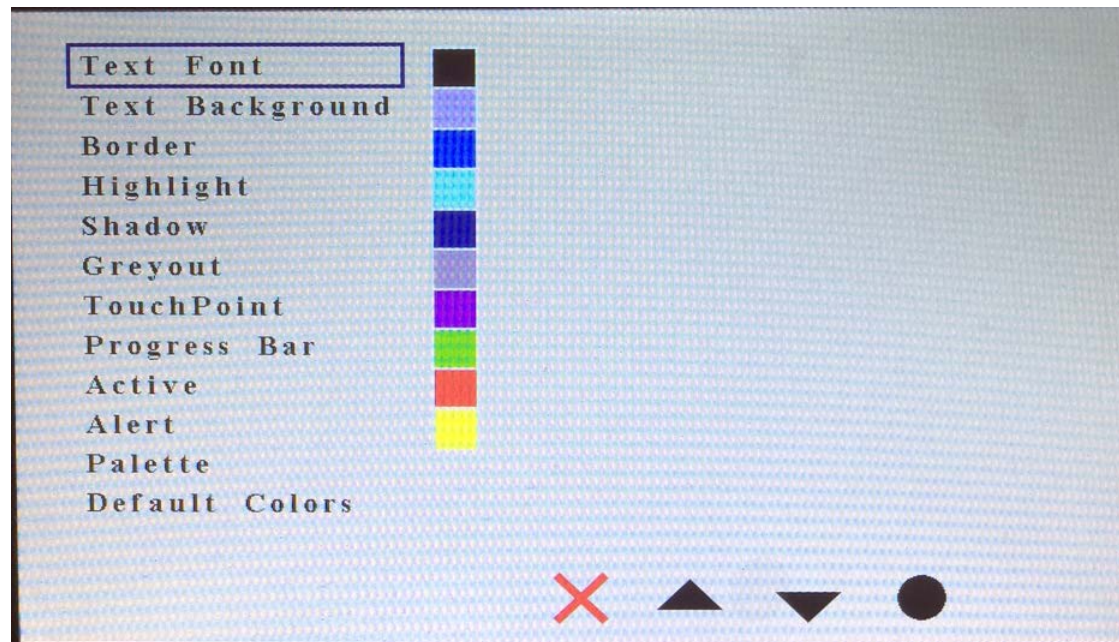 Text Font
Text Background
Border
Highlight
Shadow
Greyout
TouchPoint
Progress Bar
Active
Alert
Palette
Default Colors